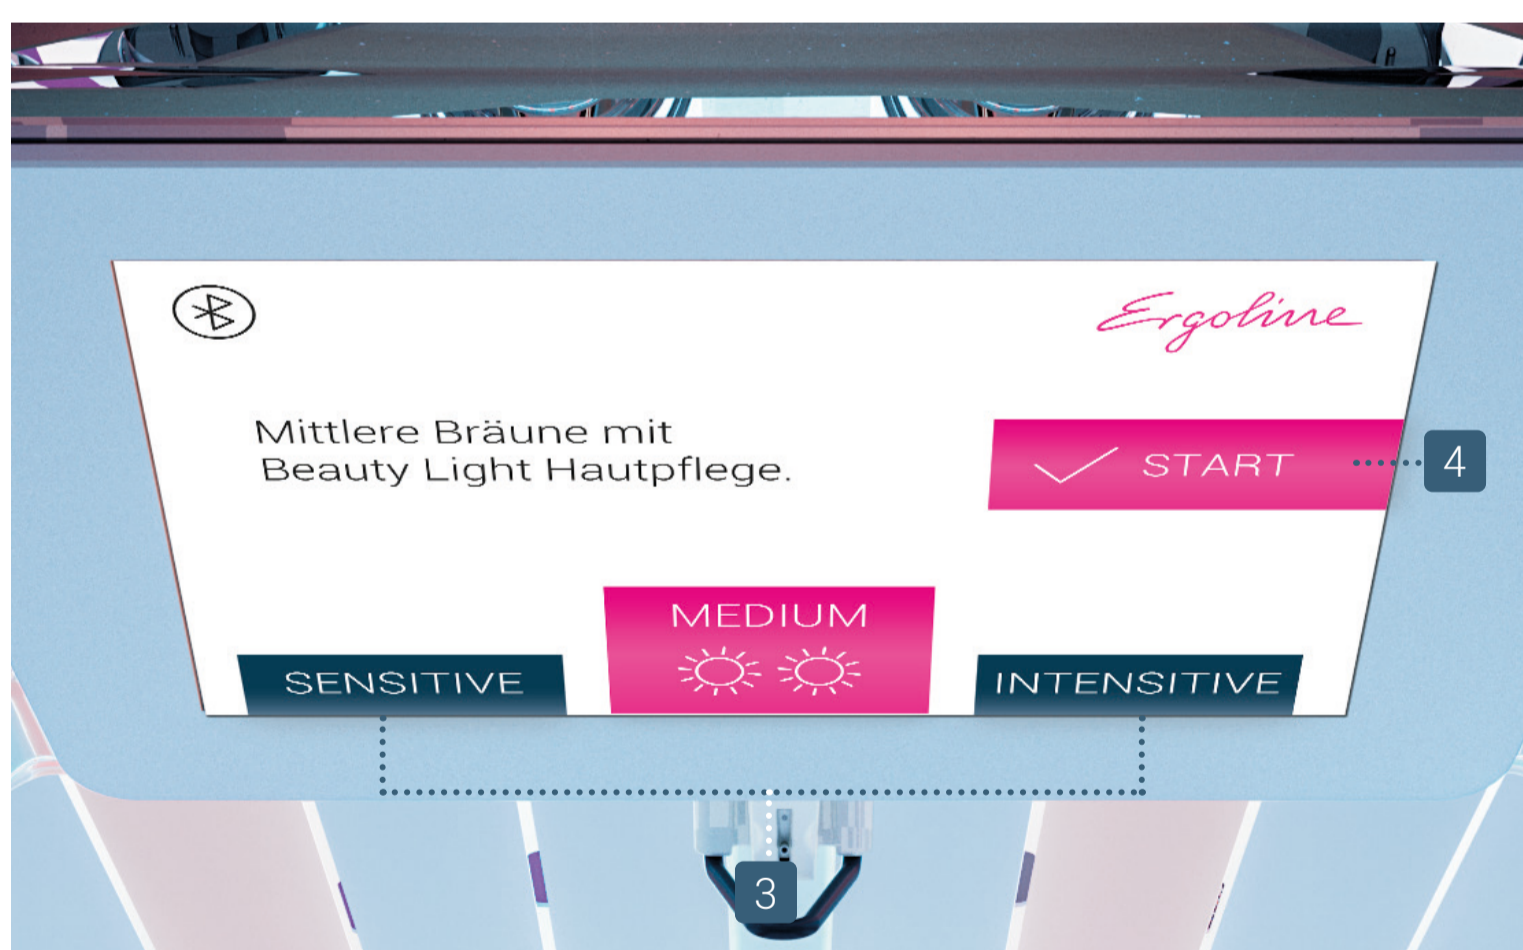 Ergoline
Mittlere Bräune mit
Beauty Light Hautpflege.
START
4
MEDIUM
SENSITIVE
INTENSITIVE
3